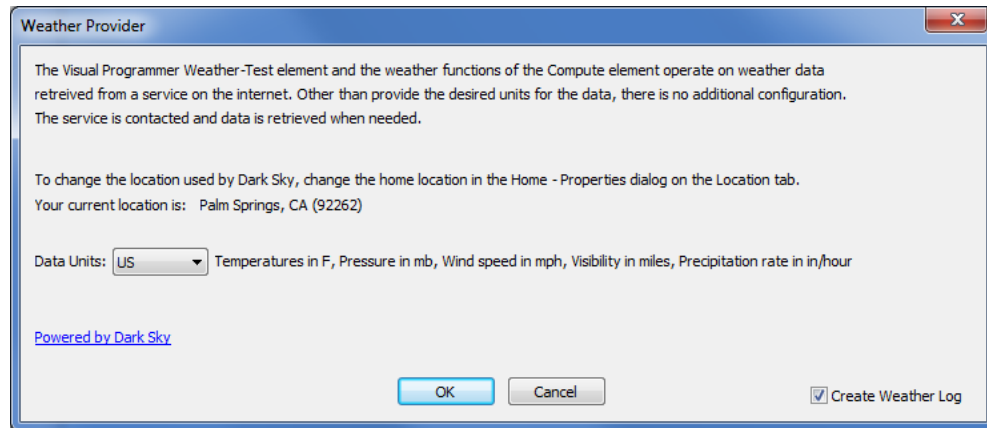 Weather Provider
The Visual Programmer Weather-Test element and the weather functions of the Compute element operate on weather data
retreived from a service on the internet. Other than provide the desired units for the data, there is no additional configuration.
The service is contacted and data is retrieved when needed.
To change the location used by Dark Sky, change the home location in the Home - Properties dialog on the Location tab.
Your current location is: Palm Springs, CA (92262)
Data Units: US Temperatures in F, Pressure in mb, Wind speed in mph, Visibility in miles, Precipitation rate in in/hour
Powered by Dark Sky
OK Cancel Create Weather Log